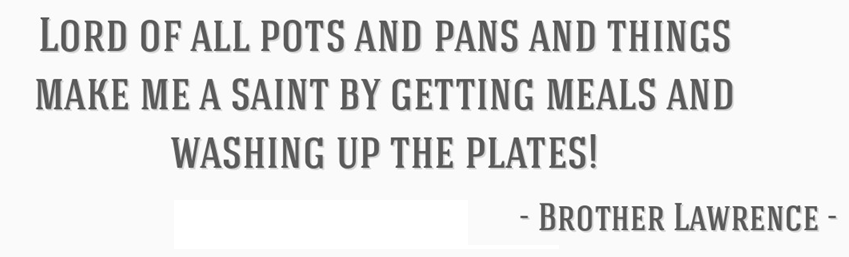 Lord of all pots and pans and things
make me a saint by getting meals and
washing up the plates!
- Brother Lawrence -